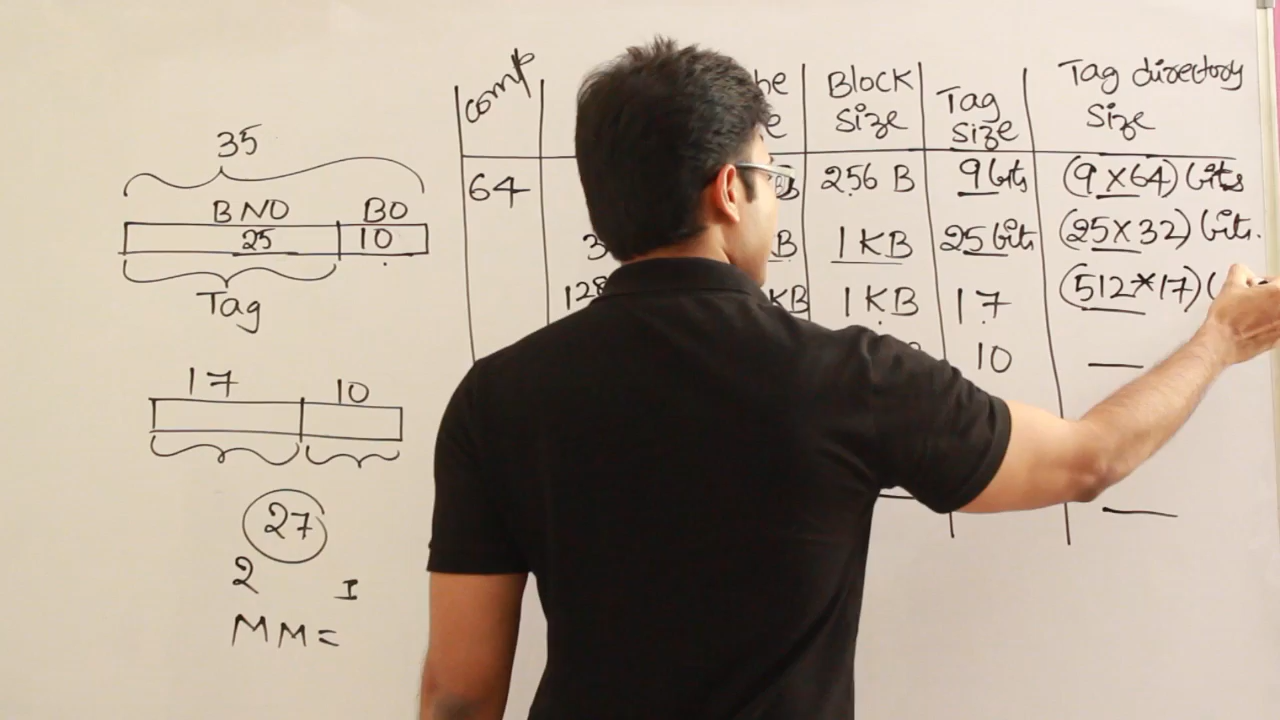 35
BNO BO
25 10
Tag
17 10
27
2 I
MM=
comp Block size Tag size Tag directory size
64 256 B 9 bits (9 X 64) bits
3 B 1 KB 25 bits (25 X 32) bits.
128 KB 1 KB 17 (512 * 17) (
10 —
—